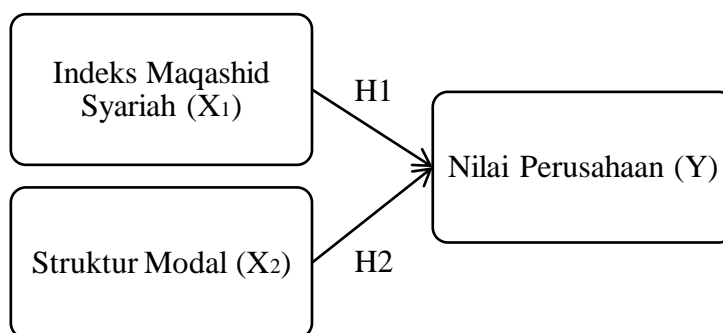 Indeks Maqashid
Syariah (X1)
H1
Nilai Perusahaan (Y)
Struktur Modal (X2)
H2